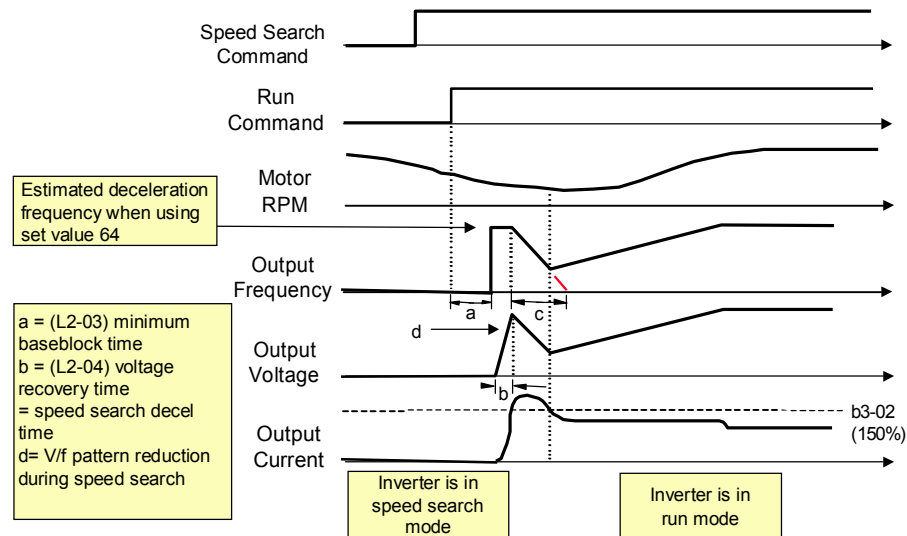 Speed Search
Command
Run
Command
Motor
RPM
Estimated deceleration
frequency when using
set value 64
Output
Frequency
a
c
a = (L2-03) minimum
baseblock time
b = (L2-04) voltage
recovery time
= speed search decel
time
d= V/f pattern reduction
during speed search
d
Output
Voltage
b
b3-02
(150%)
Output
Current
Inverter is in
speed search
mode
Inverter is in
run mode